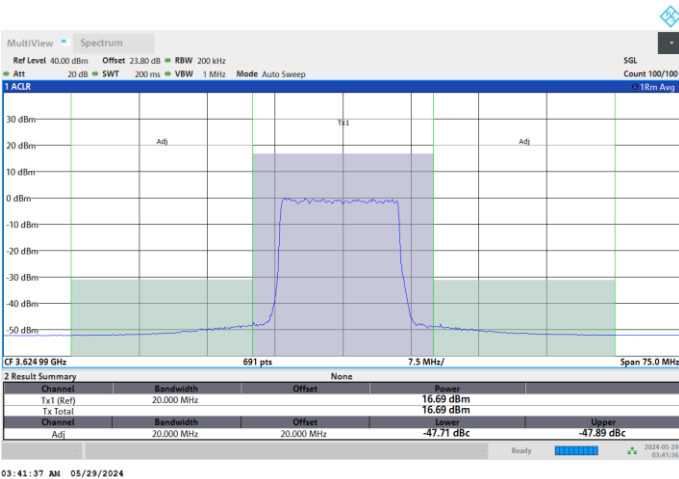 MultiView Spectrum
Ref Level 40.00 dBm Offset 23.80 dB RBW 200 kHz SGL
Att 20 dB SWT 200 ms VBW 1 MHz Mode Auto Sweep Count 100/100
1 ACLR 1Rm Avg
30 dBm
Tx1
20 dBm
Adj Adj
10 dBm
0 dBm
-10 dBm
-20 dBm
-30 dBm
-40 dBm
-50 dBm
CF 3.624 99 GHz 691 pts 7.5 MHz/ Span 75.0 MHz
2 Result Summary None
Channel Bandwidth Offset Power
Tx1 (Ref) 20.000 MHz 16.69 dBm
Tx Total 16.69 dBm
Channel Bandwidth Offset Lower Upper
Adj 20.000 MHz 20.000 MHz -47.71 dBc -47.89 dBc
Ready 2024-05-29
03:41:36
03:41:37 AM 05/29/2024